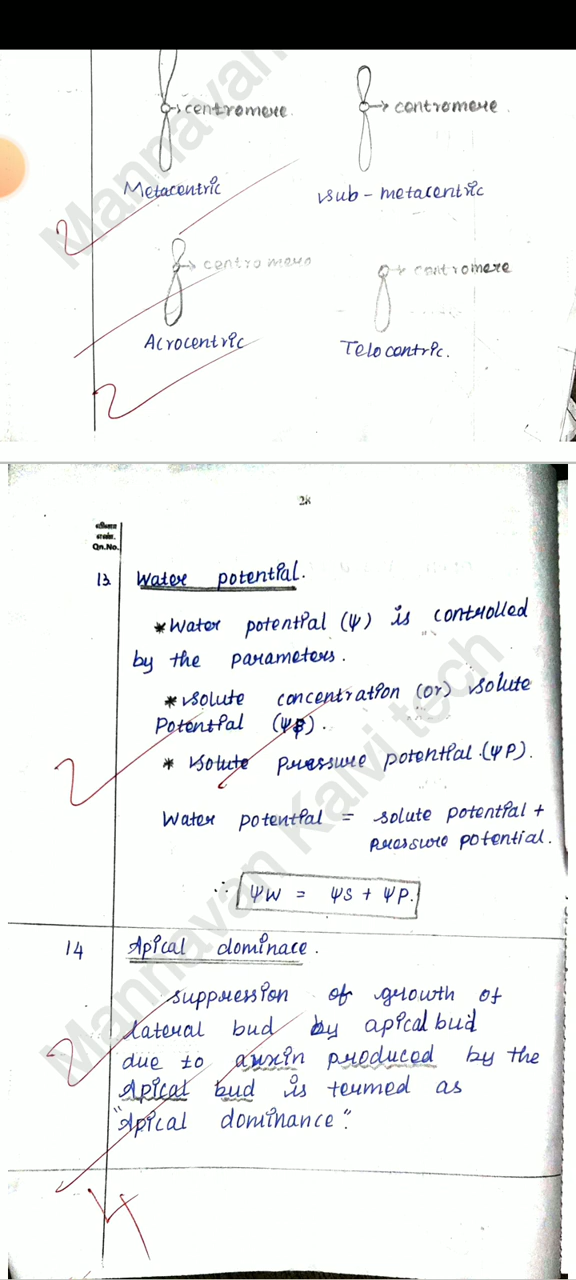 centromere.
centromere.
Metacentric
sub-metacentric
2
centromere
centromere
Acrocentric
Telocentric.
2
28
Qn.No.
13 Water potential.
* Water potential (Ψ) is controlled
by the parameters.
* Solute concentration (or) Solute
Potential (ΨS).
2
* Solute pressure potential.(ΨP).
Water potential = solute potential +
pressure potential.
∴ ΨW = ΨS + ΨP.
14 Apical dominace.
suppression of growth of
2
lateral bud by apical bud
due to auxin produced by the
Apical bud is termed as
"Apical dominance".
4
Mannavan Kalvi tech